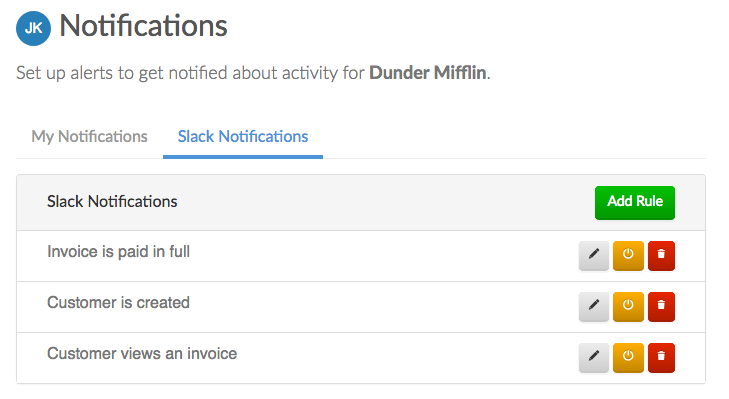 JK Notifications
Set up alerts to get notified about activity for Dunder Mifflin.
My Notifications Slack Notifications
Slack Notifications Add Rule
Invoice is paid in full
Customer is created
Customer views an invoice